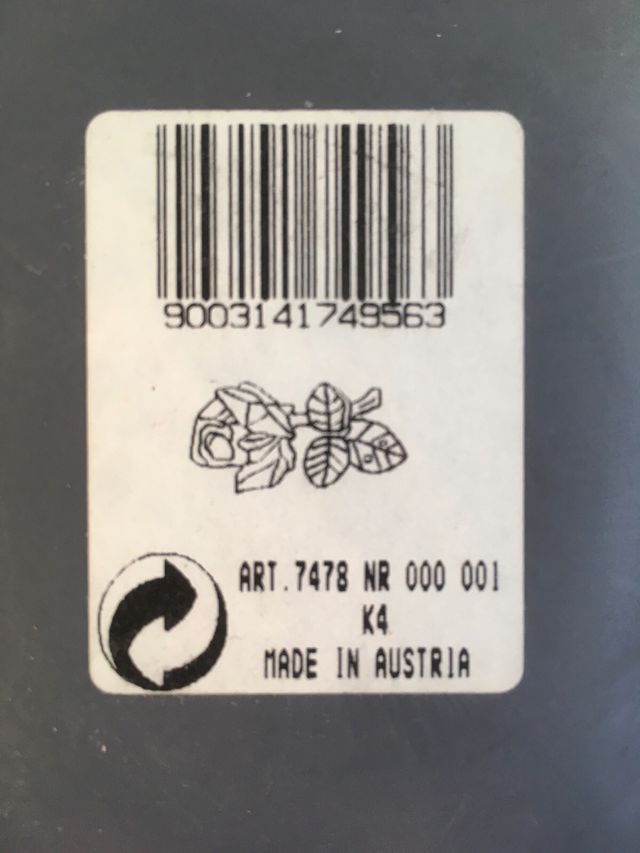 9003141749563
ART.7478 NR 000 001
K4
MADE IN AUSTRIA